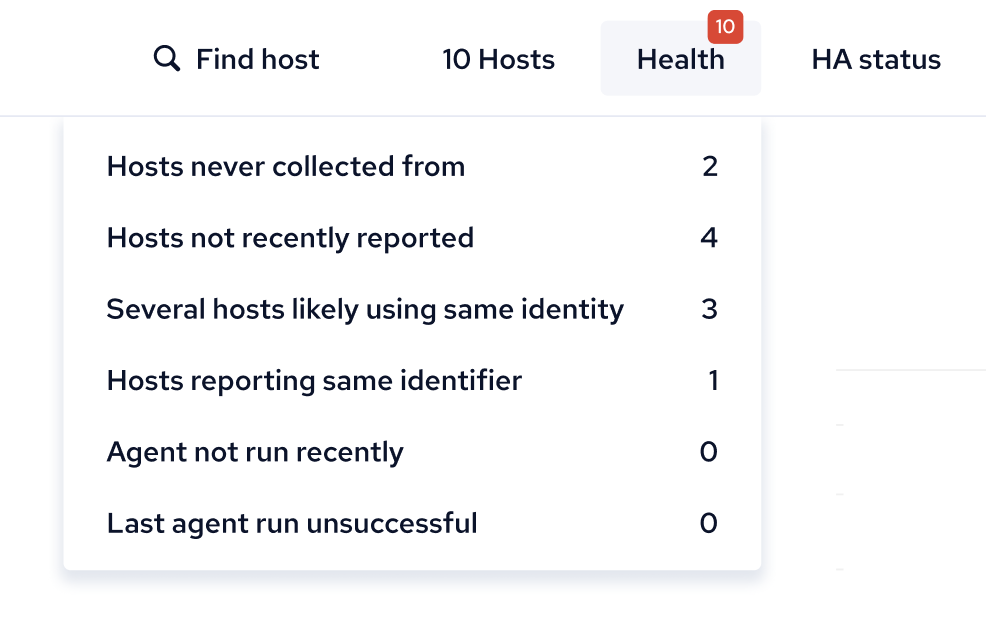 Find host
10 Hosts
Health
10
HA status
Hosts never collected from 2
Hosts not recently reported 4
Several hosts likely using same identity 3
Hosts reporting same identifier 1
Agent not run recently 0
Last agent run unsuccessful 0